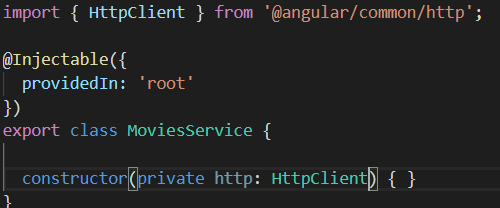 import { HttpClient } from '@angular/common/http';
@Injectable({
  providedIn: 'root'
})
export class MoviesService {
  constructor(private http: HttpClient) { }
}